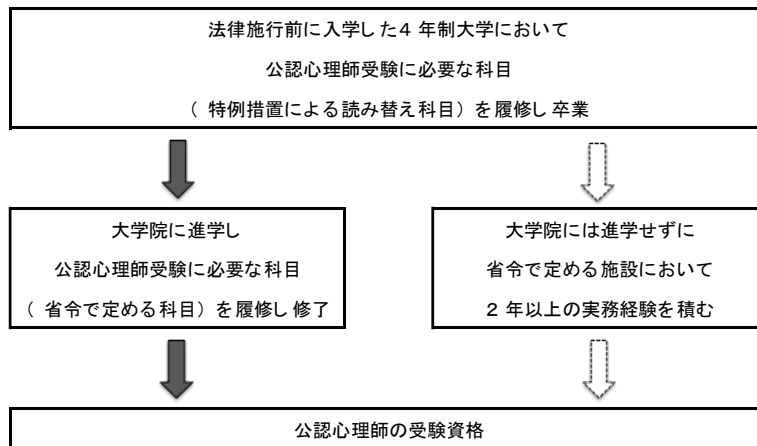 法律施行前に入学した4 年制大学において
公認心理師受験に必要な科目
( 特例措置による読み替え科目) を履修し卒業
大学院に進学し
公認心理師受験に必要な科目
( 省令で定める科目) を履修し修了
大学院には進学せずに
省令で定める施設において
2 年以上の実務経験を積む
公認心理師の受験資格